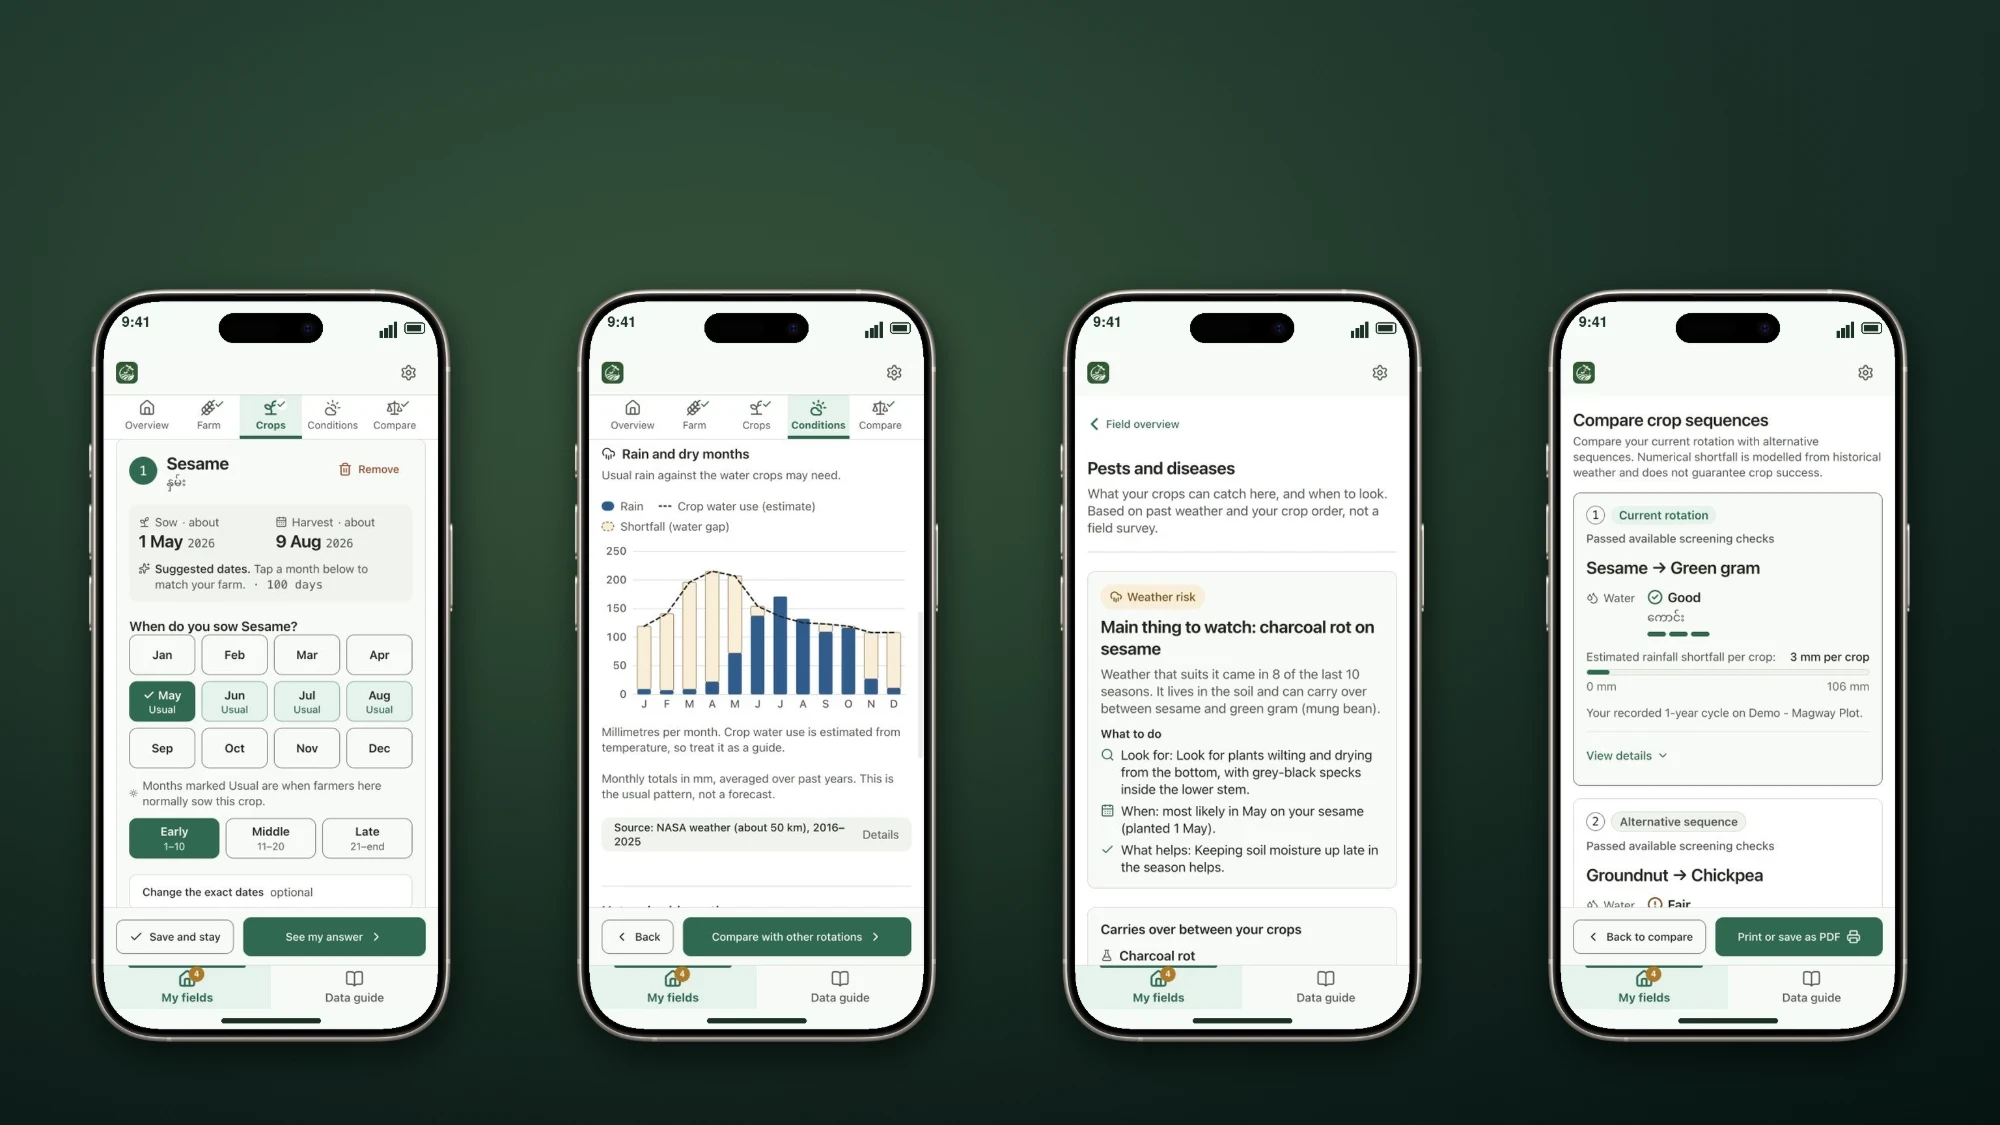 9:41
Overview
Farm
Crops
Conditions
Compare
1
Sesame
နှမ်း
Remove
Sow · about
1 May 2026
Harvest · about
9 Aug 2026
Suggested dates. Tap a month below to
match your farm. · 100 days
When do you sow Sesame?
Jan
Feb
Mar
Apr
May
Usual
Jun
Usual
Jul
Usual
Aug
Usual
Sep
Oct
Nov
Dec
Months marked Usual are when farmers here
normally sow this crop.
Early
1–10
Middle
11–20
Late
21–end
Change the exact dates optional
Save and stay
See my answer
4
My fields
Data guide
9:41
Overview
Farm
Crops
Conditions
Compare
Rain and dry months
Usual rain against the water crops may need.
Rain
Crop water use (estimate)
Shortfall (water gap)
250
200
150
100
50
0
J F M A M J J A S O N D
Millimetres per month. Crop water use is estimated from
temperature, so treat it as a guide.
Monthly totals in mm, averaged over past years. This is
the usual pattern, not a forecast.
Source: NASA weather (about 50 km), 2016–
2025
Details
Back
Compare with other rotations
4
My fields
Data guide
9:41
Field overview
Pests and diseases
What your crops can catch here, and when to look.
Based on past weather and your crop order, not a
field survey.
Weather risk
Main thing to watch: charcoal rot on
sesame
Weather that suits it came in 8 of the last 10
seasons. It lives in the soil and can carry over
between sesame and green gram (mung bean).
What to do
Look for: Look for plants wilting and drying
from the bottom, with grey-black specks
inside the lower stem.
When: most likely in May on your sesame
(planted 1 May).
What helps: Keeping soil moisture up late in
the season helps.
Carries over between your crops
Charcoal rot
4
My fields
Data guide
9:41
Compare crop sequences
Compare your current rotation with alternative
sequences. Numerical shortfall is modelled from historical
weather and does not guarantee crop success.
1
Current rotation
Passed available screening checks
Sesame → Green gram
Water
Good
ကောင်း
Estimated rainfall shortfall per crop:
3 mm per crop
0 mm
106 mm
Your recorded 1-year cycle on Demo - Magway Plot.
View details
2
Alternative sequence
Passed available screening checks
Groundnut → Chickpea
Water
Fair
Back to compare
Print or save as PDF
4
My fields
Data guide